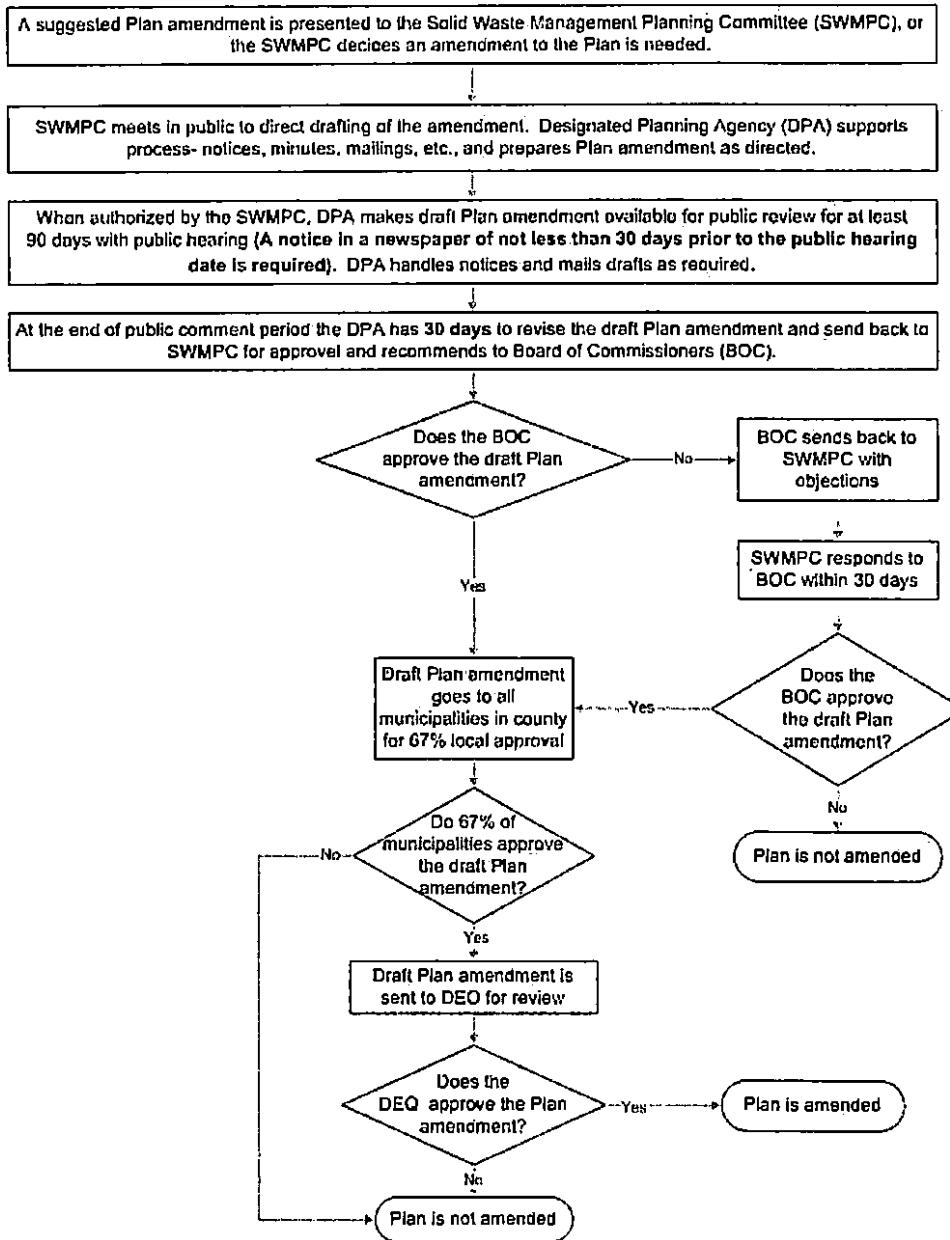 A suggested Plan amendment is presented to the Solid Waste Management Planning Committee (SWMPC), or
the SWMPC decides an amendment to the Plan is needed.
SWMPC meets in public to direct drafting of the amendment. Designated Planning Agency (DPA) supports
process- notices, minutes, mailings, etc., and prepares Plan amendment as directed.
When authorized by the SWMPC, DPA makes draft Plan amendment available for public review for at least
90 days with public hearing (A notice in a newspaper of not less than 30 days prior to the public hearing
date is required). DPA handles notices and mails drafts as required.
At the end of public comment period the DPA has 30 days to revise the draft Plan amendment and send back to
SWMPC for approval and recommends to Board of Commissioners (BOC).
Does the BOC
approve the draft Plan
amendment?
No
BOC sends back to
SWMPC with
objections
SWMPC responds to
BOC within 30 days
Yes
Draft Plan amendment
goes to all
municipalities in county
for 67% local approval
Yes
Does the
BOC approve
the draft Plan
amendment?
No
Plan is not amended
Do 67% of
municipalities approve
the draft Plan
amendment?
No
Yes
Draft Plan amendment is
sent to DEQ for review
Does the
DEQ approve the Plan
amendment?
Yes
Plan is amended
No
Plan is not amended